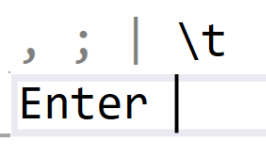 , ; | \t
Enter